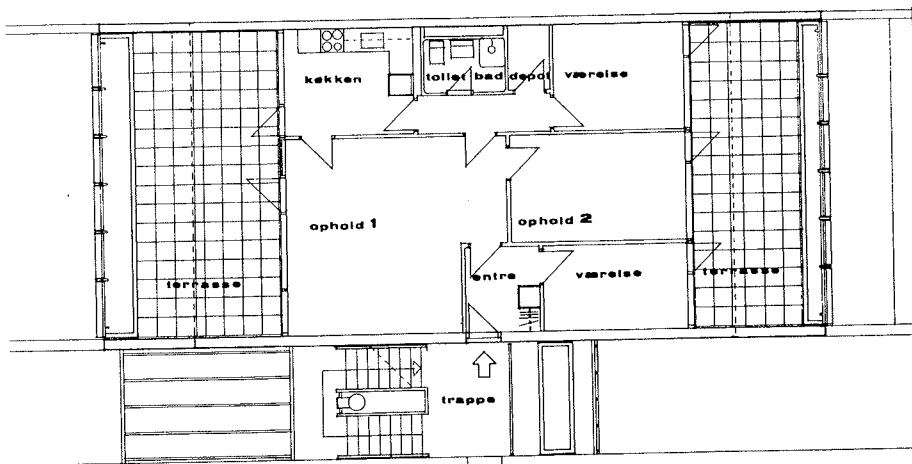 køkken
toilet bad depot
værelse
ophold 1
ophold 2
terrasse
entre
værelse
terrasse
trappe